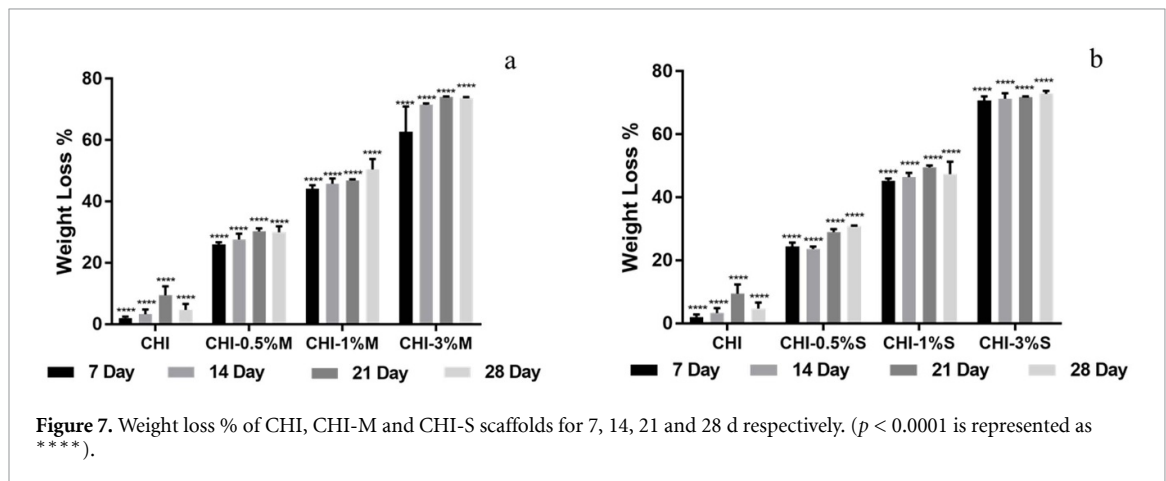 a
80
60
40
20
0
Weight Loss %
**** **** **** ****
**** **** **** ****
**** **** **** ****
**** **** **** ****
CHI CHI-0.5%M CHI-1%M CHI-3%M
7 Day 14 Day 21 Day 28 Day
b
80
60
40
20
0
Weight Loss %
**** **** **** ****
**** **** **** ****
**** **** **** ****
**** **** **** ****
CHI CHI-0.5%S CHI-1%S CHI-3%S
7 Day 14 Day 21 Day 28 Day
Figure 7. Weight loss % of CHI, CHI-M and CHI-S scaffolds for 7, 14, 21 and 28 d respectively. (p < 0.0001 is represented as
****).